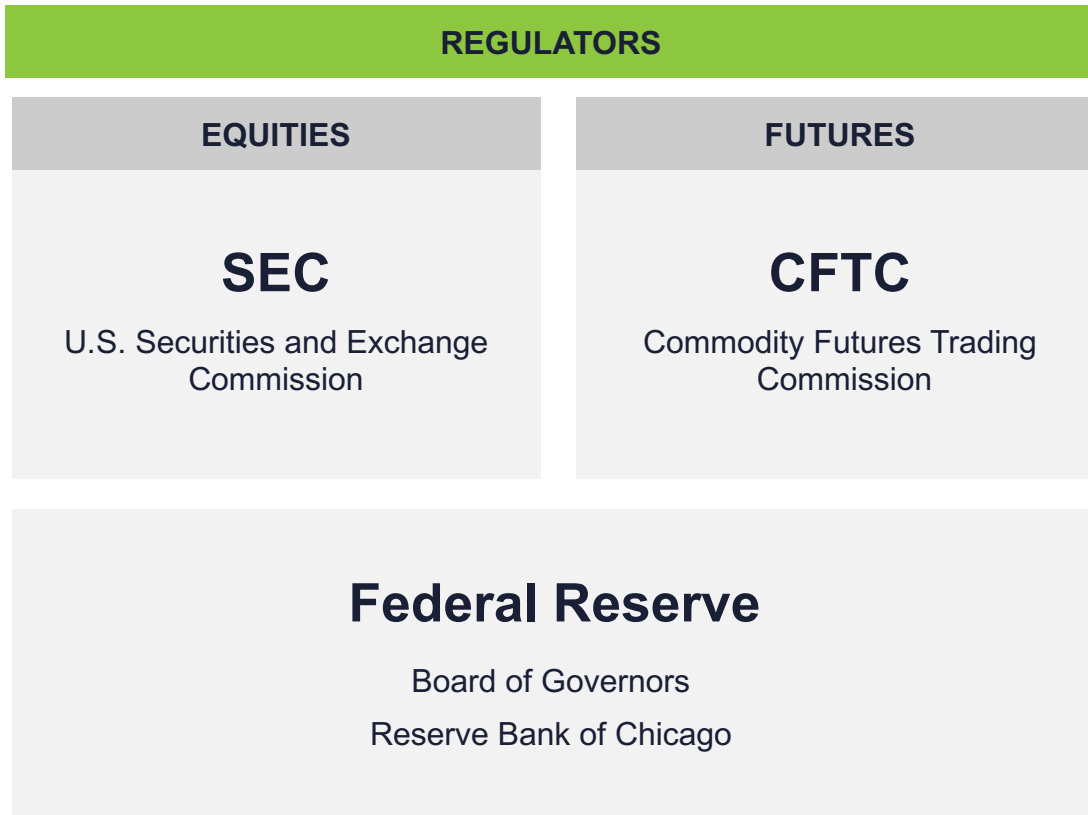 REGULATORS
EQUITIES
SEC
U.S. Securities and Exchange
Commission
FUTURES
CFTC
Commodity Futures Trading
Commission
Federal Reserve
Board of Governors
Reserve Bank of Chicago